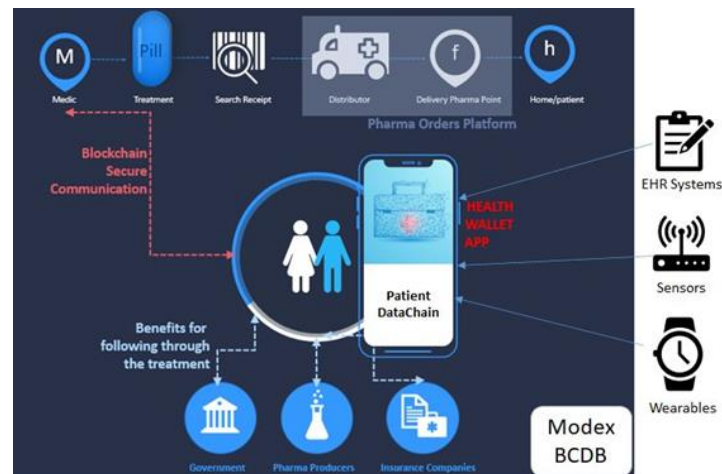 M
Pill
f
h
Medic
Treatment
Search Receipt
Distributor
Delivery Pharma Point
Home/patient
Pharma Orders Platform
Blockchain
Secure
Communication
HEALTH
WALLET
APP
Patient
DataChain
EHR Systems
Sensors
Wearables
Benefits for
following through
the treatment
Government
Pharma Producers
Insurance Companies
Modex
BCDB